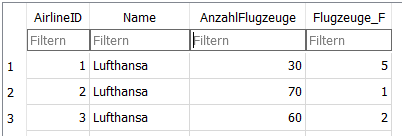 AirlineID Name AnzahlFlugzeuge Flugzeuge_F
Filtern Filtern Filtern Filtern
1 1 Lufthansa 30 5
2 2 Lufthansa 70 1
3 3 Lufthansa 60 2